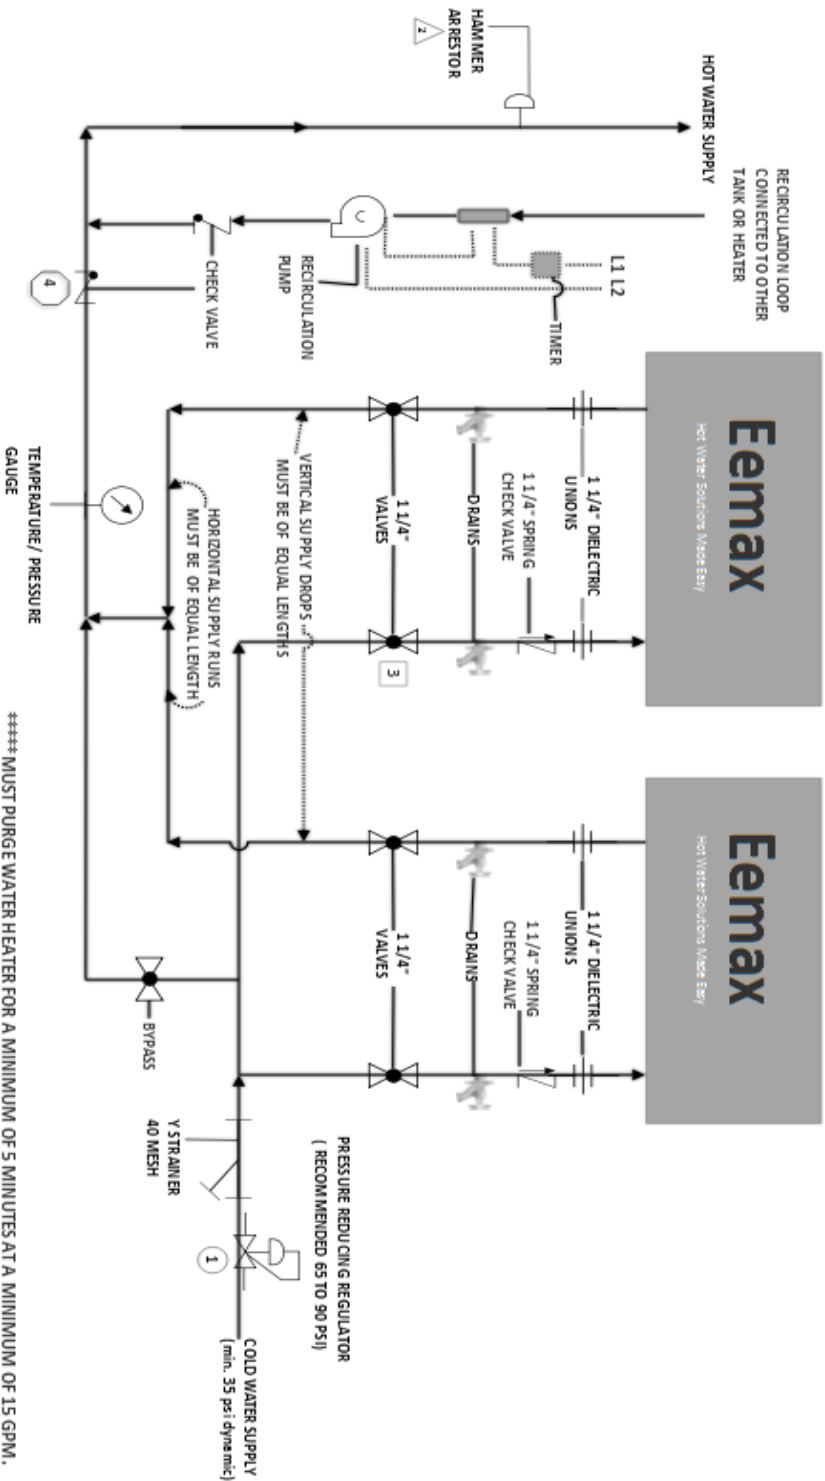 Eemax
Hot Water Solutions Made Easy
Eemax
Hot Water Solutions Made Easy
RECIRCULATION LOOP
CONNECTED TO OTHER
TANK OR HEATER
HOT WATER SUPPLY
HAMMER
ARRESTOR
2
L1 L2
TIMER
RECIRCULATION
PUMP
C
CHECK VALVE
4
1 1/4" DIELECTRIC
UNIONS
1 1/4" SPRING
CHECK VALVE
DRAINS
1 1/4"
VALVES
3
VERTICAL SUPPLY DROPS
MUST BE OF EQUAL LENGTHS
HORIZONTAL SUPPLY RUNS
MUST BE OF EQUAL LENGTH
TEMPERATURE/ PRESSURE
GAUGE
1 1/4" DIELECTRIC
UNIONS
1 1/4" SPRING
CHECK VALVE
DRAINS
1 1/4"
VALVES
BYPASS
Y STRAINER
40 MESH
PRESSURE REDUCING REGULATOR
( RECOMMENDED 65 TO 90 PSI)
1
COLD WATER SUPPLY
(min. 35 psi dynamic)
***** MUST PURGE WATER HEATER FOR A MINIMUM OF 5 MINUTES AT A MINIMUM OF 15 GPM.